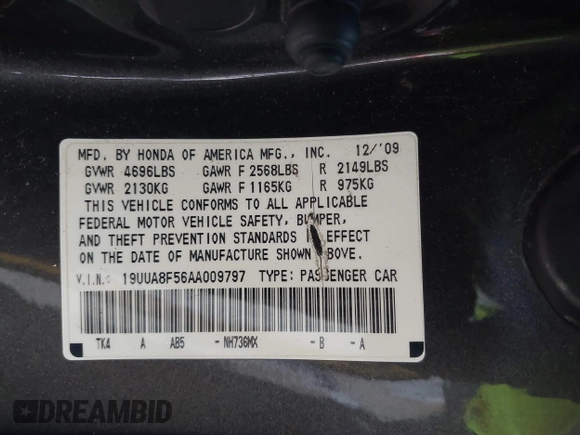 MFD. BY HONDA OF AMERICA MFG., INC. 12/'09
GVWR 4696LBS GAWR F 2568LBS R 2149LBS
GVWR 2130KG GAWR F 1165KG R 975KG
THIS VEHICLE CONFORMS TO ALL APPLICABLE
FEDERAL MOTOR VEHICLE SAFETY, BUMPER,
AND THEFT PREVENTION STANDARDS IN EFFECT
ON THE DATE OF MANUFACTURE SHOWN ABOVE.
V.I.N.: 19UUA8F56AA009797 TYPE: PASSENGER CAR
TK4 A AB5 -NH736MX -B -A
DREAMBID